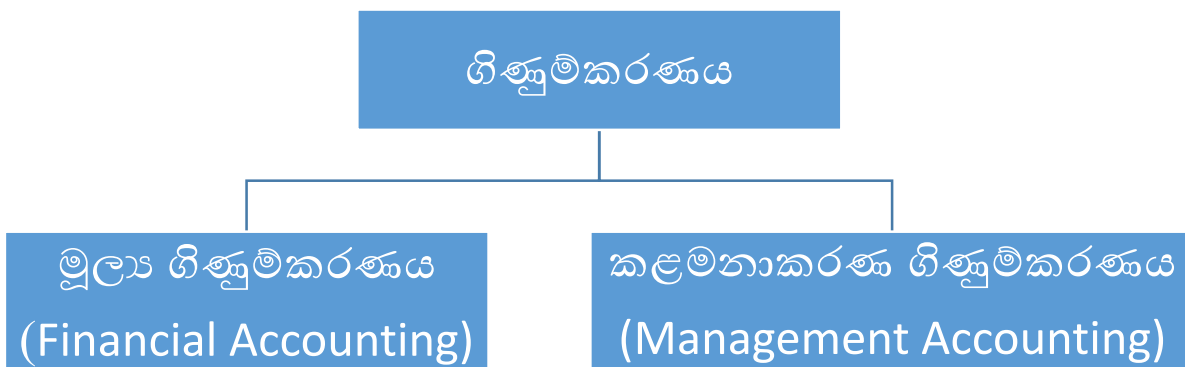 ගිණුම්කරණය
මූල්‍ය ගිණුම්කරණය
(Financial Accounting)
කළමනාකරණ ගිණුම්කරණය
(Management Accounting)